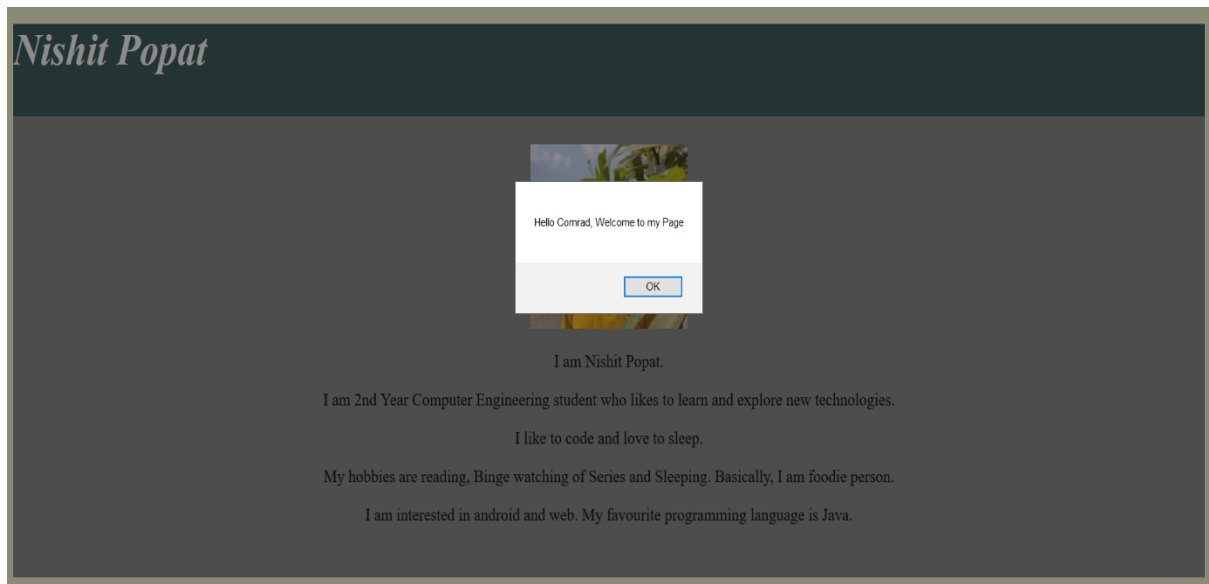 Nishit Popat
Hello Comrad, Welcome to my Page
OK
I am Nishit Popat.
I am 2nd Year Computer Engineering student who likes to learn and explore new technologies.
I like to code and love to sleep.
My hobbies are reading, Binge watching of Series and Sleeping. Basically, I am foodie person.
I am interested in android and web. My favourite programming language is Java.